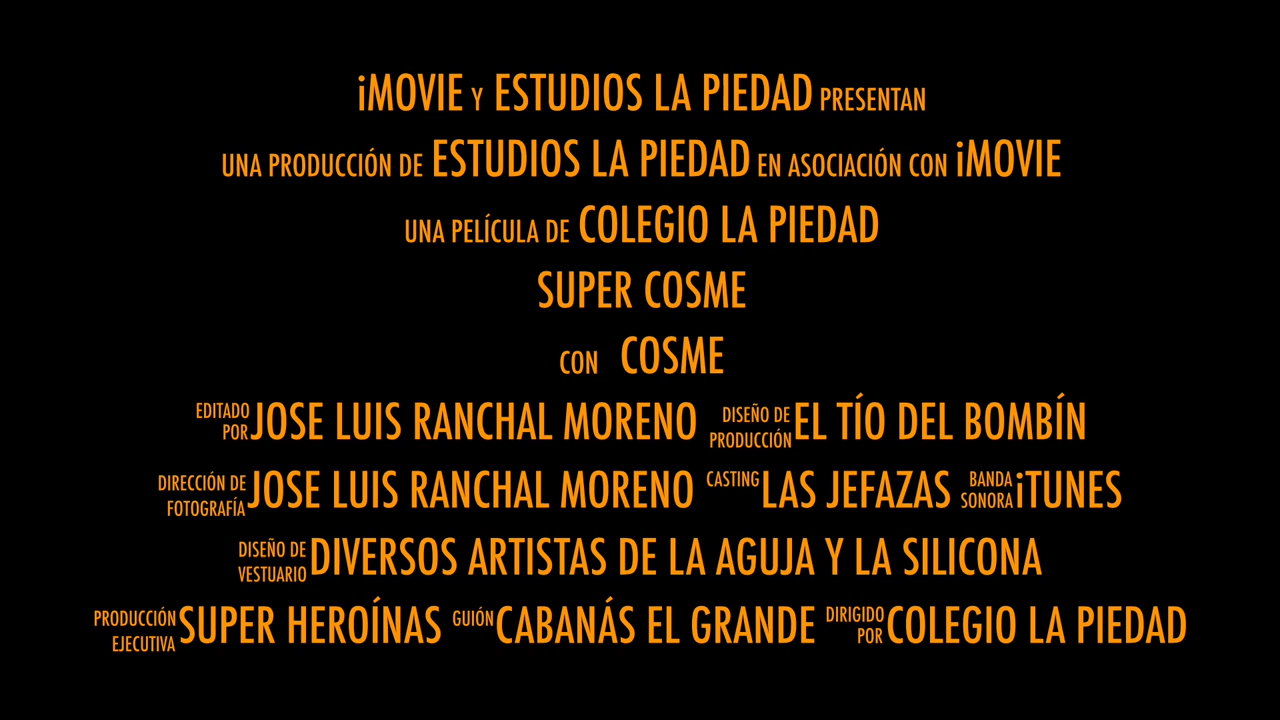 iMOVIE Y ESTUDIOS LA PIEDAD PRESENTAN
UNA PRODUCCIÓN DE ESTUDIOS LA PIEDAD EN ASOCIACIÓN CON iMOVIE
UNA PELÍCULA DE COLEGIO LA PIEDAD
SUPER COSME
CON COSME
EDITADO POR JOSE LUIS RANCHAL MORENO DISEÑO DE PRODUCCIÓN EL TÍO DEL BOMBÍN
DIRECCIÓN DE FOTOGRAFÍA JOSE LUIS RANCHAL MORENO CASTING LAS JEFAZAS BANDA SONORA iTUNES
DISEÑO DE VESTUARIO DIVERSOS ARTISTAS DE LA AGUJA Y LA SILICONA
PRODUCCIÓN EJECUTIVA SUPER HEROÍNAS GUIÓN CABANÁS EL GRANDE DIRIGIDO POR COLEGIO LA PIEDAD